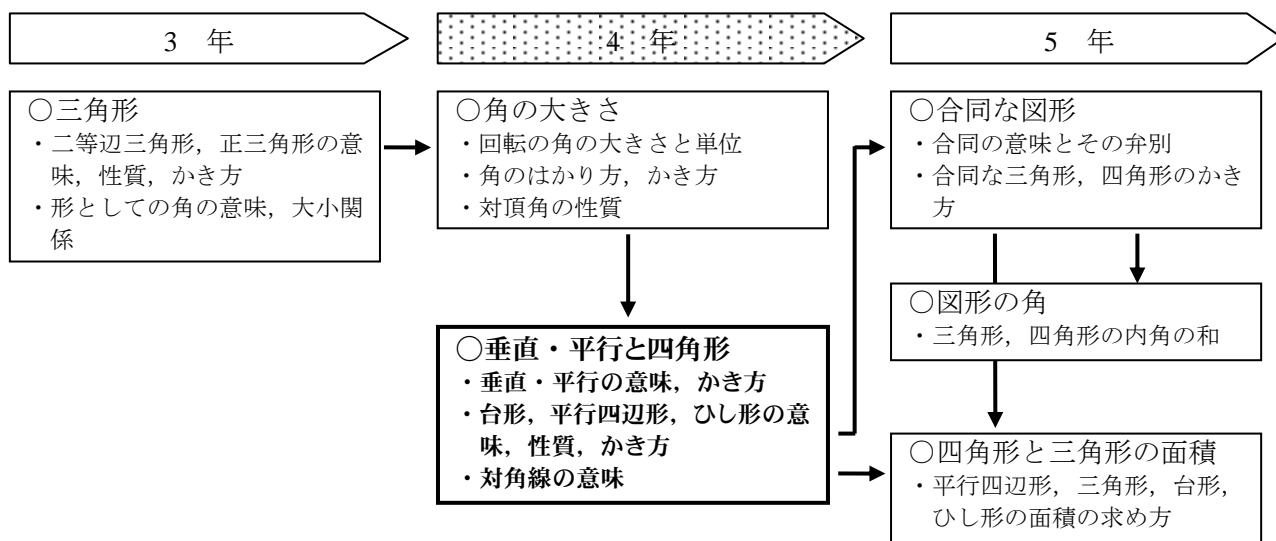 3 年
4 年
5 年
○三角形
・二等辺三角形，正三角形の意
味，性質，かき方
・形としての角の意味，大小関
係
○角の大きさ
・回転の角の大きさと単位
・角のはかり方，かき方
・対頂角の性質
○垂直・平行と四角形
・垂直・平行の意味，かき方
・台形，平行四辺形，ひし形の意
味，性質，かき方
・対角線の意味
○合同な図形
・合同の意味とその弁別
・合同な三角形，四角形のかき
方
○図形の角
・三角形，四角形の内角の和
○四角形と三角形の面積
・平行四辺形，三角形，台形，
ひし形の面積の求め方